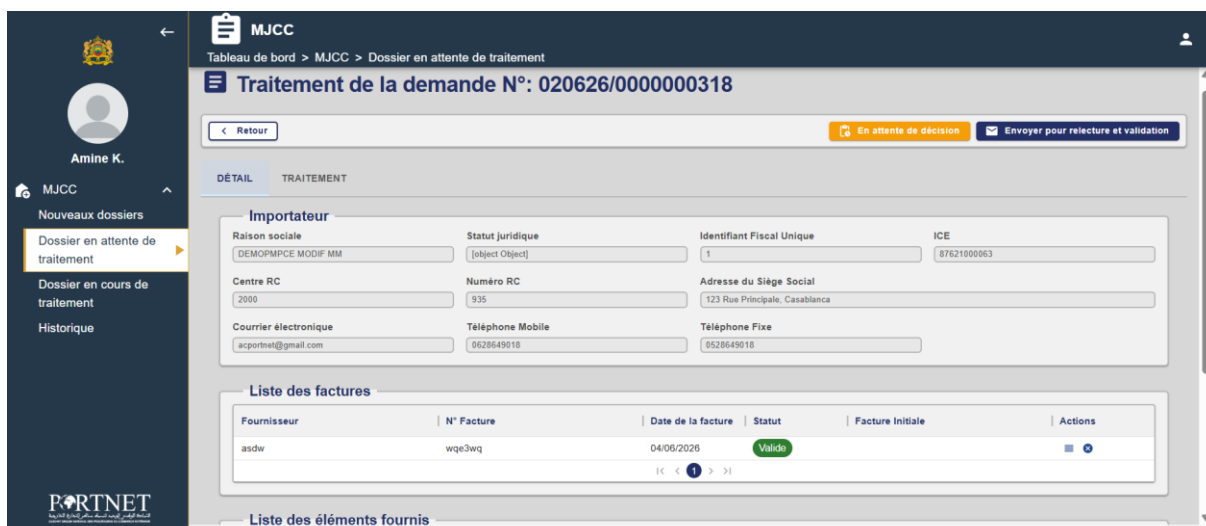 MJCC
Tableau de bord > MJCC > Dossier en attente de traitement
Amine K.
MJCC
Nouveaux dossiers
Dossier en attente de
traitement
Dossier en cours de
traitement
Historique
PORTNET
Traitement de la demande N°: 020626/0000000318
Retour
En attente de décision
Envoyer pour relecture et validation
DÉTAIL TRAITEMENT
Importateur
Raison sociale Statut juridique Identifiant Fiscal Unique ICE
DEMOPMPCE MODIF MM [object Object] 1 87621000063
Centre RC Numéro RC Adresse du Siège Social
2000 935 123 Rue Principale, Casablanca
Courrier électronique Téléphone Mobile Téléphone Fixe
acportnet@gmail.com 0628649018 0528649018
Liste des factures
Fournisseur N° Facture Date de la facture Statut Facture Initiale Actions
asdw wqe3wq 04/06/2026 Valide
1
Liste des éléments fournis